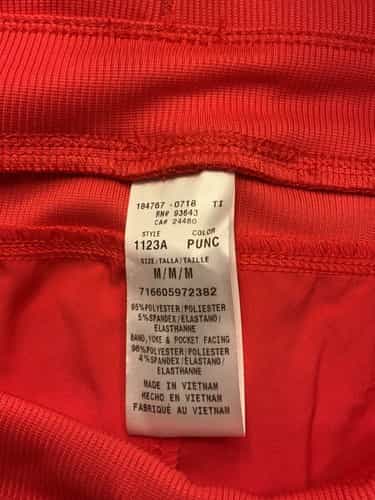 184767 -0718 TI
RN# 93643
CA# 24480
STYLE COLOR
1123A PUNC
SIZE/TALLA/TAILLE
M/M/M
716605972382
95%POLYESTER/POLIESTER
5%SPANDEX/ELASTANO/
ELASTHANNE
BAND,YOKE & POCKET FACING
96%POLYESTER/POLIESTER
4%SPANDEX/ELASTANO/
ELASTHANNE
MADE IN VIETNAM
HECHO EN VIETNAM
FABRIQUÉ AU VIETNAM